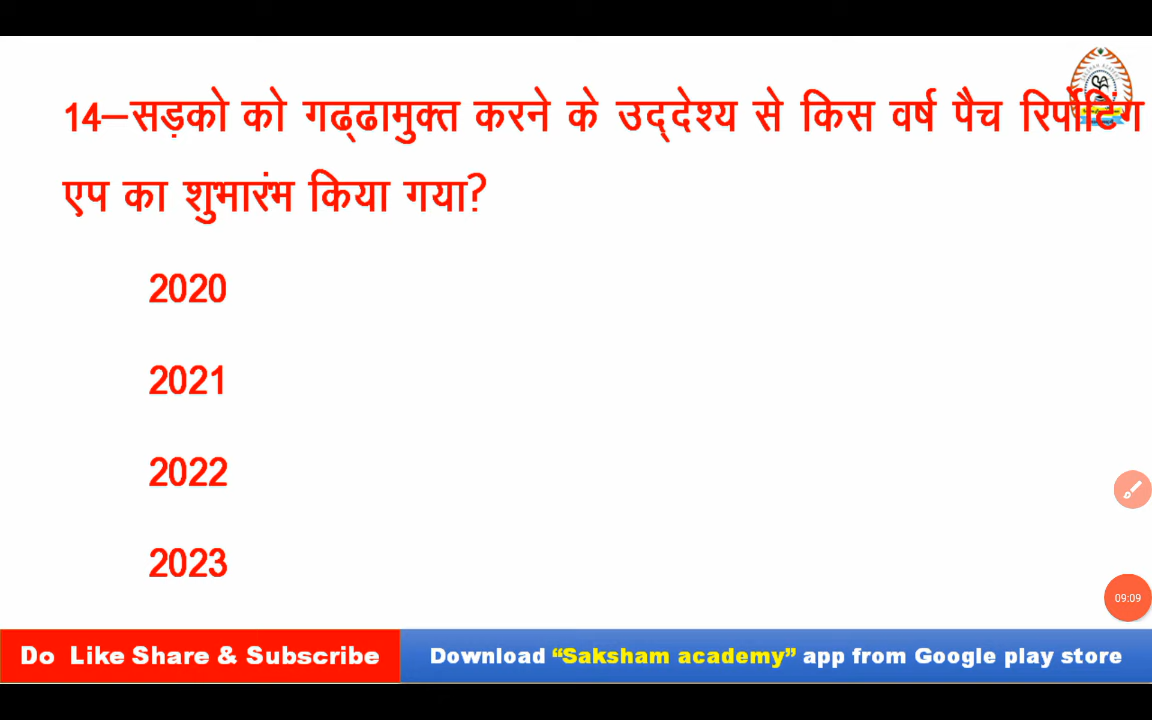 14–सड़को को गढ्ढामुक्त करने के उद्देश्य से किस वर्ष पैच रिर्पोटिंग
एप का शुभारंभ किया गया?
2020
2021
2022
2023
09:09
Do Like Share & Subscribe
Download “Saksham academy” app from Google play store